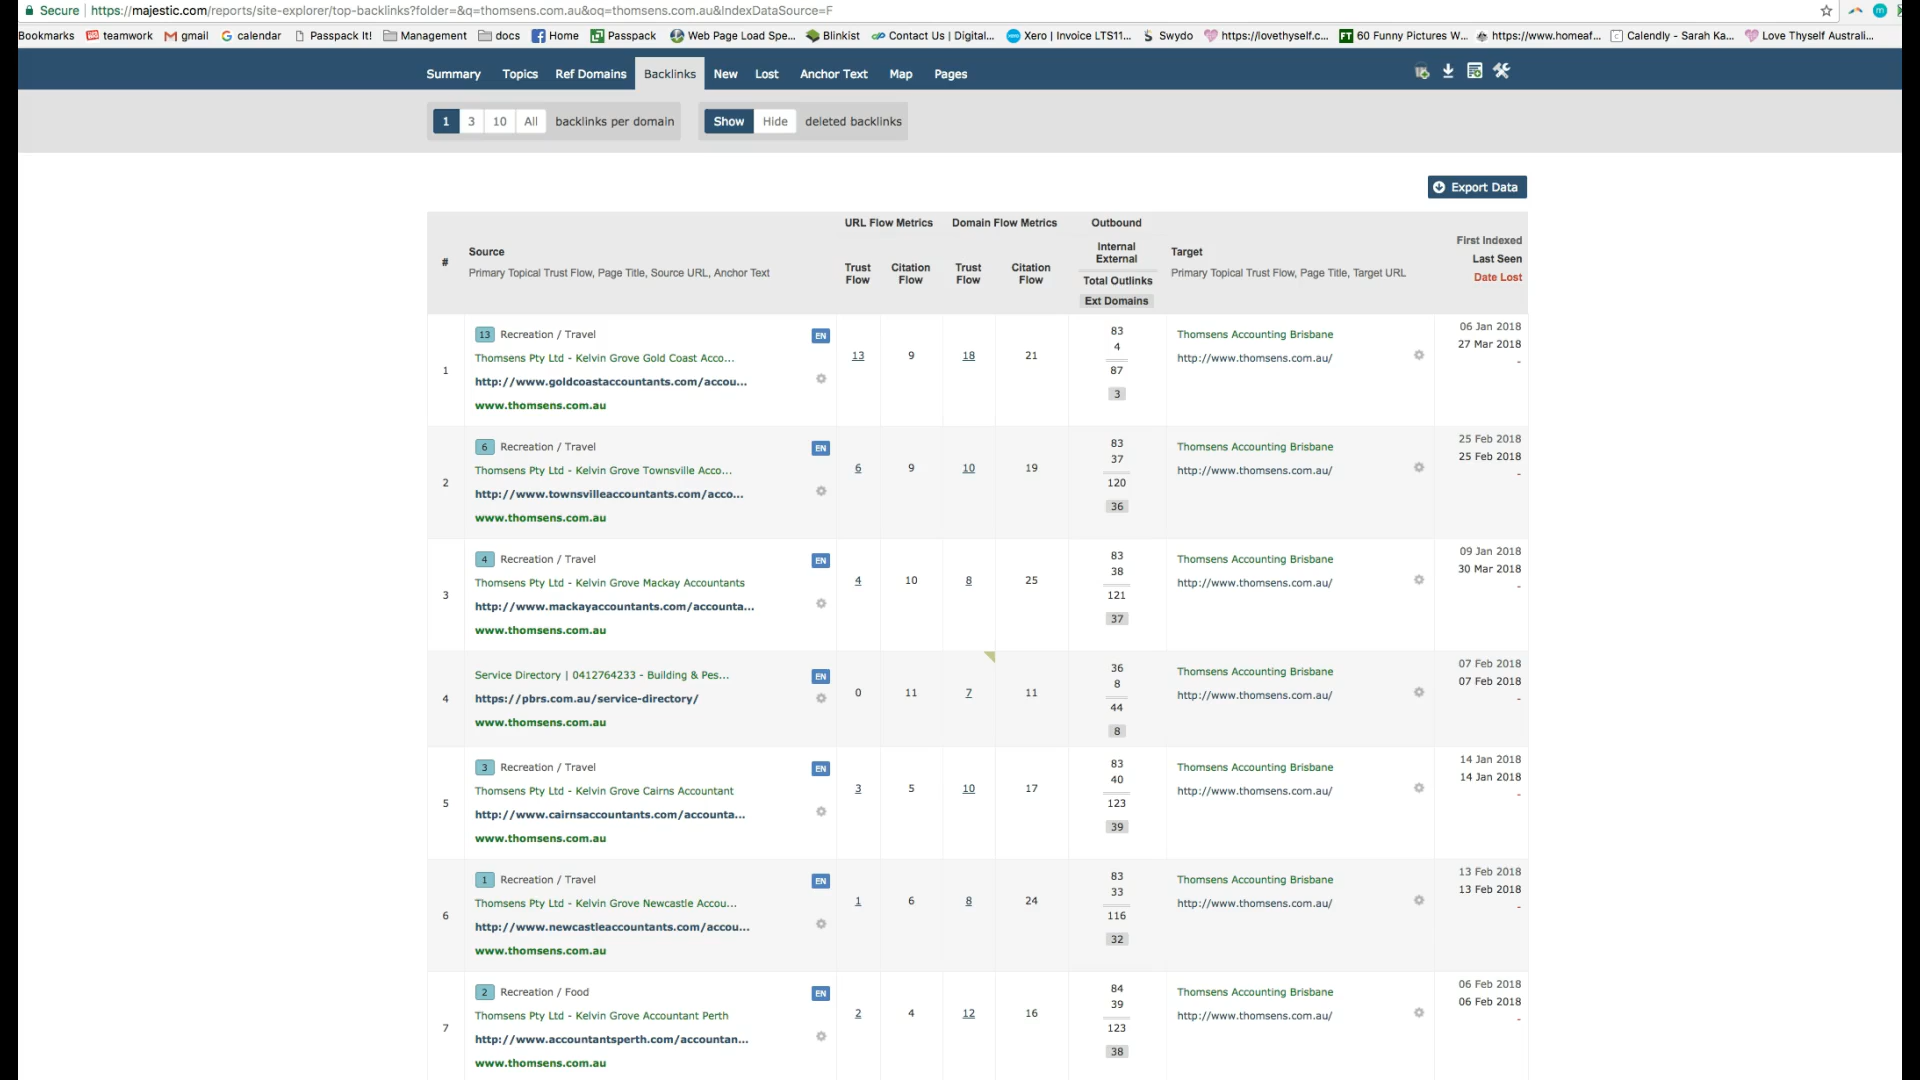 Secure | https://majestic.com/reports/site-explorer/top-backlinks?folder=&q=thomsens.com.au&oq=thomsens.com.au&IndexDataSource=F
Bookmarks teamwork gmail calendar Passpack It! Management docs Home Passpack Web Page Load Spe... Blinkist Contact Us | Digital... Xero | Invoice LTS11... Swydo https://lovethyself.c... FT 60 Funny Pictures W... https://www.homeaf... Calendly - Sarah Ka... Love Thyself Australi...
Summary Topics Ref Domains Backlinks New Lost Anchor Text Map Pages
1 3 10 All backlinks per domain Show Hide deleted backlinks
Export Data
# Source
Primary Topical Trust Flow, Page Title, Source URL, Anchor Text
URL Flow Metrics Domain Flow Metrics Outbound
Trust Flow Citation Flow Trust Flow Citation Flow
Internal
External
Total Outlinks
Ext Domains
Target
Primary Topical Trust Flow, Page Title, Target URL
First Indexed
Last Seen
Date Lost
1
13 Recreation / Travel EN
Thomsens Pty Ltd - Kelvin Grove Gold Coast Acco...
http://www.goldcoastaccountants.com/accou...
www.thomsens.com.au
13 9 18 21
83
4
87
3
Thomsens Accounting Brisbane
http://www.thomsens.com.au/
06 Jan 2018
27 Mar 2018
-
2
6 Recreation / Travel EN
Thomsens Pty Ltd - Kelvin Grove Townsville Acco...
http://www.townsvilleaccountants.com/acco...
www.thomsens.com.au
6 9 10 19
83
37
120
36
Thomsens Accounting Brisbane
http://www.thomsens.com.au/
25 Feb 2018
25 Feb 2018
-
3
4 Recreation / Travel EN
Thomsens Pty Ltd - Kelvin Grove Mackay Accountants
http://www.mackayaccountants.com/accounta...
www.thomsens.com.au
4 10 8 25
83
38
121
37
Thomsens Accounting Brisbane
http://www.thomsens.com.au/
09 Jan 2018
30 Mar 2018
-
4
Service Directory | 0412764233 - Building & Pes... EN
https://pbrs.com.au/service-directory/
www.thomsens.com.au
0 11 7 11
36
8
44
8
Thomsens Accounting Brisbane
http://www.thomsens.com.au/
07 Feb 2018
07 Feb 2018
-
5
3 Recreation / Travel EN
Thomsens Pty Ltd - Kelvin Grove Cairns Accountant
http://www.cairnsaccountants.com/accounta...
www.thomsens.com.au
3 5 10 17
83
40
123
39
Thomsens Accounting Brisbane
http://www.thomsens.com.au/
14 Jan 2018
14 Jan 2018
-
6
1 Recreation / Travel EN
Thomsens Pty Ltd - Kelvin Grove Newcastle Accou...
http://www.newcastleaccountants.com/accou...
www.thomsens.com.au
1 6 8 24
83
33
116
32
Thomsens Accounting Brisbane
http://www.thomsens.com.au/
13 Feb 2018
13 Feb 2018
-
7
2 Recreation / Food EN
Thomsens Pty Ltd - Kelvin Grove Accountant Perth
http://www.accountantsperth.com/accountan...
www.thomsens.com.au
2 4 12 16
84
39
123
38
Thomsens Accounting Brisbane
http://www.thomsens.com.au/
06 Feb 2018
06 Feb 2018
-